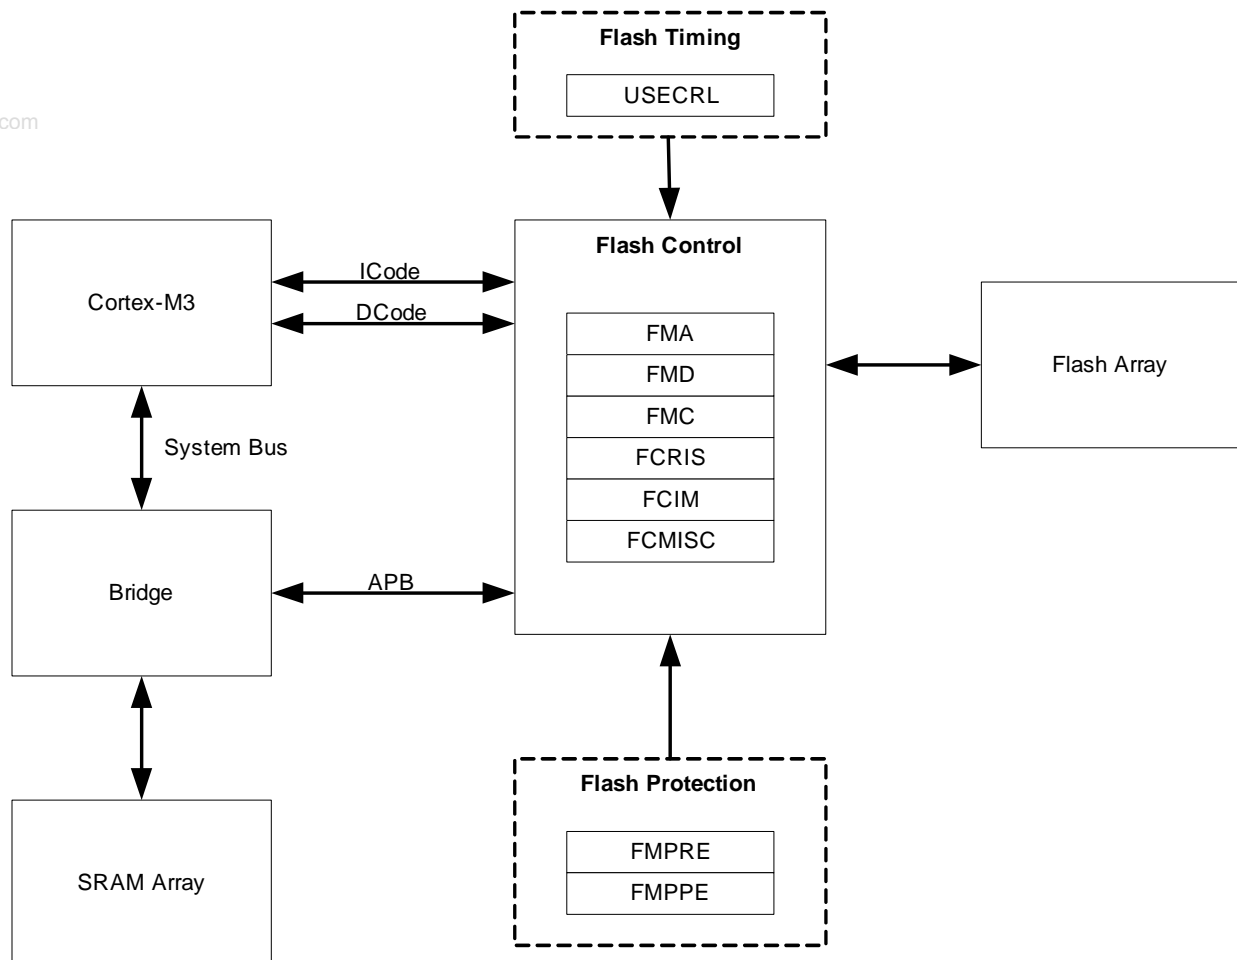 Flash Timing
USECRL
com
Cortex-M3
ICode
DCode
System Bus
Flash Control
FMA
FMD
FMC
FCRIS
FCIM
FCMISC
Flash Array
Bridge
APB
SRAM Array
Flash Protection
FMPRE
FMPPE